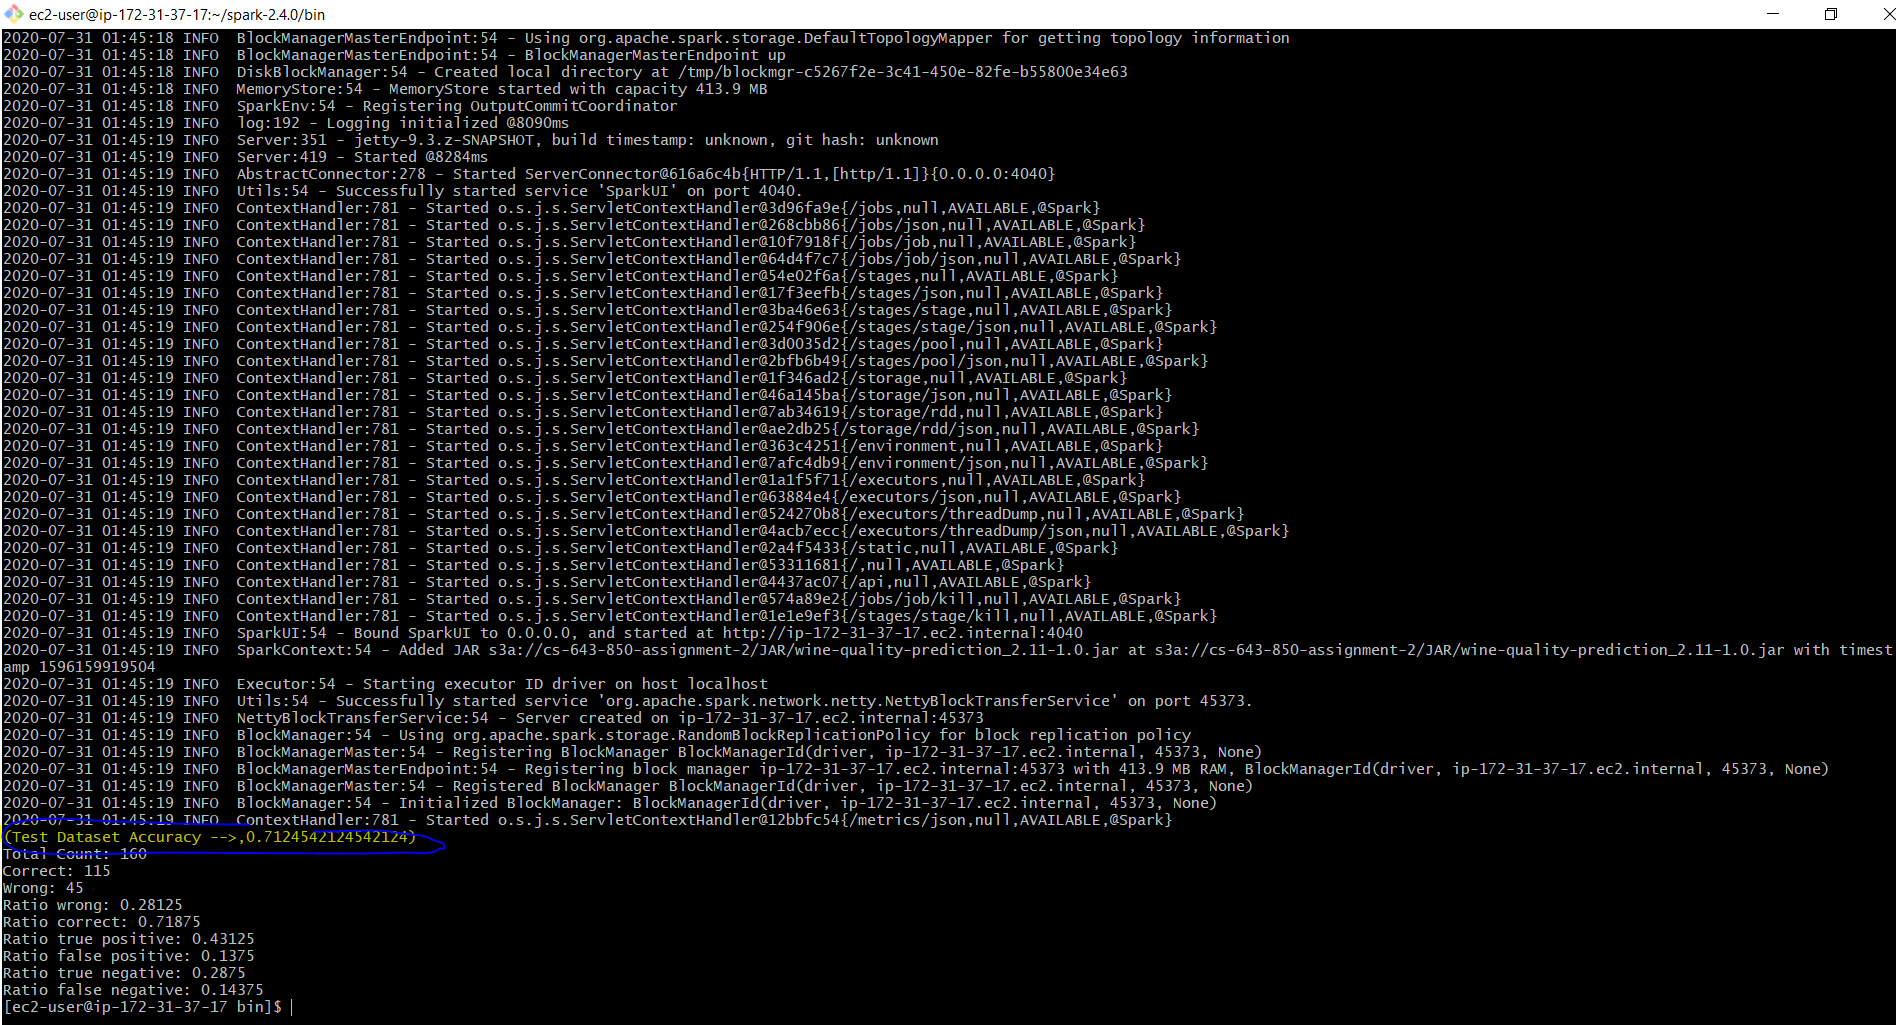 ec2-user@ip-172-31-37-17:~/spark-2.4.0/bin
2020-07-31 01:45:18 INFO  BlockManagerMasterEndpoint:54 - Using org.apache.spark.storage.DefaultTopologyMapper for getting topology information
2020-07-31 01:45:18 INFO  BlockManagerMasterEndpoint:54 - BlockManagerMasterEndpoint up
2020-07-31 01:45:18 INFO  DiskBlockManager:54 - Created local directory at /tmp/blockmgr-c5267f2e-3c41-450e-82fe-b55800e34e63
2020-07-31 01:45:18 INFO  MemoryStore:54 - MemoryStore started with capacity 413.9 MB
2020-07-31 01:45:18 INFO  SparkEnv:54 - Registering OutputCommitCoordinator
2020-07-31 01:45:19 INFO  log:192 - Logging initialized @8090ms
2020-07-31 01:45:19 INFO  Server:351 - jetty-9.3.z-SNAPSHOT, build timestamp: unknown, git hash: unknown
2020-07-31 01:45:19 INFO  Server:419 - Started @8284ms
2020-07-31 01:45:19 INFO  AbstractConnector:278 - Started ServerConnector@616a6c4b{HTTP/1.1,[http/1.1]}{0.0.0.0:4040}
2020-07-31 01:45:19 INFO  Utils:54 - Successfully started service 'SparkUI' on port 4040.
2020-07-31 01:45:19 INFO  ContextHandler:781 - Started o.s.j.s.ServletContextHandler@3d96fa9e{/jobs,null,AVAILABLE,@Spark}
2020-07-31 01:45:19 INFO  ContextHandler:781 - Started o.s.j.s.ServletContextHandler@268cbb86{/jobs/json,null,AVAILABLE,@Spark}
2020-07-31 01:45:19 INFO  ContextHandler:781 - Started o.s.j.s.ServletContextHandler@10f7918f{/jobs/job,null,AVAILABLE,@Spark}
2020-07-31 01:45:19 INFO  ContextHandler:781 - Started o.s.j.s.ServletContextHandler@64d4f7c7{/jobs/job/json,null,AVAILABLE,@Spark}
2020-07-31 01:45:19 INFO  ContextHandler:781 - Started o.s.j.s.ServletContextHandler@54e02f6a{/stages,null,AVAILABLE,@Spark}
2020-07-31 01:45:19 INFO  ContextHandler:781 - Started o.s.j.s.ServletContextHandler@17f3eefb{/stages/json,null,AVAILABLE,@Spark}
2020-07-31 01:45:19 INFO  ContextHandler:781 - Started o.s.j.s.ServletContextHandler@3ba46e63{/stages/stage,null,AVAILABLE,@Spark}
2020-07-31 01:45:19 INFO  ContextHandler:781 - Started o.s.j.s.ServletContextHandler@254f906e{/stages/stage/json,null,AVAILABLE,@Spark}
2020-07-31 01:45:19 INFO  ContextHandler:781 - Started o.s.j.s.ServletContextHandler@3d0035d2{/stages/pool,null,AVAILABLE,@Spark}
2020-07-31 01:45:19 INFO  ContextHandler:781 - Started o.s.j.s.ServletContextHandler@2bfb6b49{/stages/pool/json,null,AVAILABLE,@Spark}
2020-07-31 01:45:19 INFO  ContextHandler:781 - Started o.s.j.s.ServletContextHandler@1f346ad2{/storage,null,AVAILABLE,@Spark}
2020-07-31 01:45:19 INFO  ContextHandler:781 - Started o.s.j.s.ServletContextHandler@46a145ba{/storage/json,null,AVAILABLE,@Spark}
2020-07-31 01:45:19 INFO  ContextHandler:781 - Started o.s.j.s.ServletContextHandler@7ab34619{/storage/rdd,null,AVAILABLE,@Spark}
2020-07-31 01:45:19 INFO  ContextHandler:781 - Started o.s.j.s.ServletContextHandler@ae2db25{/storage/rdd/json,null,AVAILABLE,@Spark}
2020-07-31 01:45:19 INFO  ContextHandler:781 - Started o.s.j.s.ServletContextHandler@363c4251{/environment,null,AVAILABLE,@Spark}
2020-07-31 01:45:19 INFO  ContextHandler:781 - Started o.s.j.s.ServletContextHandler@7afc4db9{/environment/json,null,AVAILABLE,@Spark}
2020-07-31 01:45:19 INFO  ContextHandler:781 - Started o.s.j.s.ServletContextHandler@1a1f5f71{/executors,null,AVAILABLE,@Spark}
2020-07-31 01:45:19 INFO  ContextHandler:781 - Started o.s.j.s.ServletContextHandler@63884e4{/executors/json,null,AVAILABLE,@Spark}
2020-07-31 01:45:19 INFO  ContextHandler:781 - Started o.s.j.s.ServletContextHandler@524270b8{/executors/threadDump,null,AVAILABLE,@Spark}
2020-07-31 01:45:19 INFO  ContextHandler:781 - Started o.s.j.s.ServletContextHandler@4acb7ecc{/executors/threadDump/json,null,AVAILABLE,@Spark}
2020-07-31 01:45:19 INFO  ContextHandler:781 - Started o.s.j.s.ServletContextHandler@2a4f5433{/static,null,AVAILABLE,@Spark}
2020-07-31 01:45:19 INFO  ContextHandler:781 - Started o.s.j.s.ServletContextHandler@53311681{/,null,AVAILABLE,@Spark}
2020-07-31 01:45:19 INFO  ContextHandler:781 - Started o.s.j.s.ServletContextHandler@4437ac07{/api,null,AVAILABLE,@Spark}
2020-07-31 01:45:19 INFO  ContextHandler:781 - Started o.s.j.s.ServletContextHandler@574a89e2{/jobs/job/kill,null,AVAILABLE,@Spark}
2020-07-31 01:45:19 INFO  ContextHandler:781 - Started o.s.j.s.ServletContextHandler@1e1e9ef3{/stages/stage/kill,null,AVAILABLE,@Spark}
2020-07-31 01:45:19 INFO  SparkUI:54 - Bound SparkUI to 0.0.0.0, and started at http://ip-172-31-37-17.ec2.internal:4040
2020-07-31 01:45:19 INFO  SparkContext:54 - Added JAR s3a://cs-643-850-assignment-2/JAR/wine-quality-prediction_2.11-1.0.jar at s3a://cs-643-850-assignment-2/JAR/wine-quality-prediction_2.11-1.0.jar with timest
amp 1596159919504
2020-07-31 01:45:19 INFO  Executor:54 - Starting executor ID driver on host localhost
2020-07-31 01:45:19 INFO  Utils:54 - Successfully started service 'org.apache.spark.network.netty.NettyBlockTransferService' on port 45373.
2020-07-31 01:45:19 INFO  NettyBlockTransferService:54 - Server created on ip-172-31-37-17.ec2.internal:45373
2020-07-31 01:45:19 INFO  BlockManager:54 - Using org.apache.spark.storage.RandomBlockReplicationPolicy for block replication policy
2020-07-31 01:45:19 INFO  BlockManagerMaster:54 - Registering BlockManager BlockManagerId(driver, ip-172-31-37-17.ec2.internal, 45373, None)
2020-07-31 01:45:19 INFO  BlockManagerMasterEndpoint:54 - Registering block manager ip-172-31-37-17.ec2.internal:45373 with 413.9 MB RAM, BlockManagerId(driver, ip-172-31-37-17.ec2.internal, 45373, None)
2020-07-31 01:45:19 INFO  BlockManagerMaster:54 - Registered BlockManager BlockManagerId(driver, ip-172-31-37-17.ec2.internal, 45373, None)
2020-07-31 01:45:19 INFO  BlockManager:54 - Initialized BlockManager: BlockManagerId(driver, ip-172-31-37-17.ec2.internal, 45373, None)
2020-07-31 01:45:19 INFO  ContextHandler:781 - Started o.s.j.s.ServletContextHandler@12bbfc54{/metrics/json,null,AVAILABLE,@Spark}
(Test Dataset Accuracy -->,0.7124542124542124)
Total Count: 160
Correct: 115
Wrong: 45
Ratio wrong: 0.28125
Ratio correct: 0.71875
Ratio true positive: 0.43125
Ratio false positive: 0.1375
Ratio true negative: 0.2875
Ratio false negative: 0.14375
[ec2-user@ip-172-31-37-17 bin]$